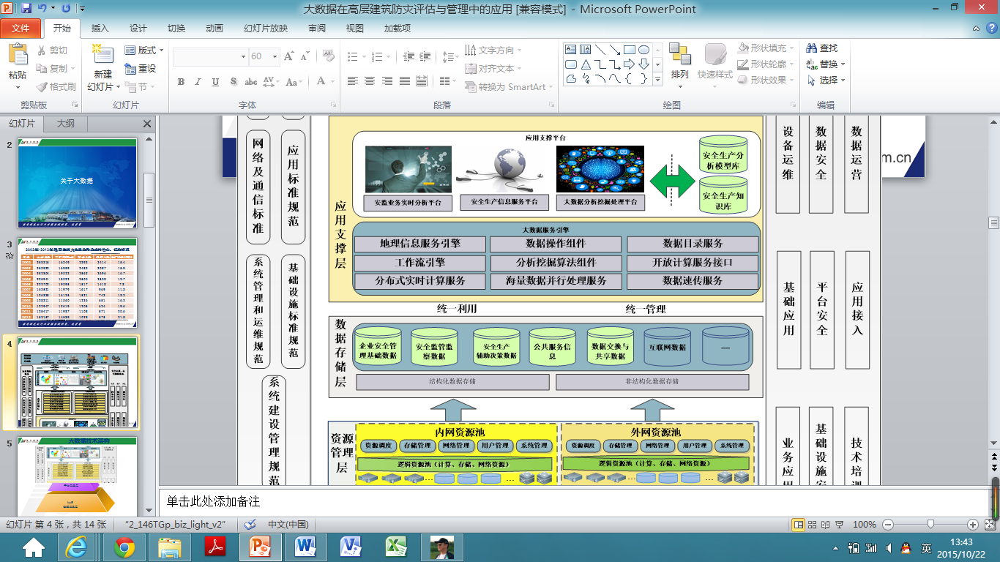 大数据在高层建筑防灾评估与管理中的应用 [兼容模式] - Microsoft PowerPoint
文件 开始 插入 设计 切换 动画 幻灯片放映 审阅 视图 加载项
粘贴 剪切 复制 格式刷 剪贴板
新建 幻灯片 版式 重设 节 幻灯片
60
B I U S abc AV Aa A
字体
文字方向
对齐文本
转换为 SmartArt
段落
排列 快速样式 形状填充 形状轮廓 形状效果
绘图
查找
替换
选择
编辑
幻灯片 大纲
2
关于大数据
3
4
5
大数据技术架构
网络及通信标准
应用标准规范
系统管理和运维规范
基础设施标准规范
系统建设管理规范
应用支撑层
应用支撑平台
安监业务实时分析平台 安全生产信息服务平台 大数据分析挖掘处理平台
安全生产分析模型库
安全生产知识库
大数据服务引擎
地理信息服务引擎 数据操作组件 数据目录服务
工作流引擎 分析挖掘算法组件 开放计算服务接口
分布式实时计算服务 海量数据并行处理服务 数据速传服务
统一利用 统一管理
数据存储层
企业安全管理基础数据 安全监管监察数据 安全生产辅助决策数据 公共服务信息 数据交换与共享数据 互联网数据 ......
结构化数据存储 非结构化数据存储
资源管理层
内网资源池 外网资源池
资源调度 存储管理 网络管理 用户管理 系统管理
资源调度 存储管理 网络管理 用户管理 系统管理
逻辑资源池（计算、存储、网络资源） 逻辑资源池（计算、存储、网络资源）
设备运维 数据安全 数据运营
基础应用 平台安全 应用接入
业务应用 基础设施安 技术培训
m.cn
单击此处添加备注
幻灯片 第 4 张，共 14 张 “2_146TGp_biz_light_v2” 中文(中国) 100%
英
13:43
2015/10/22